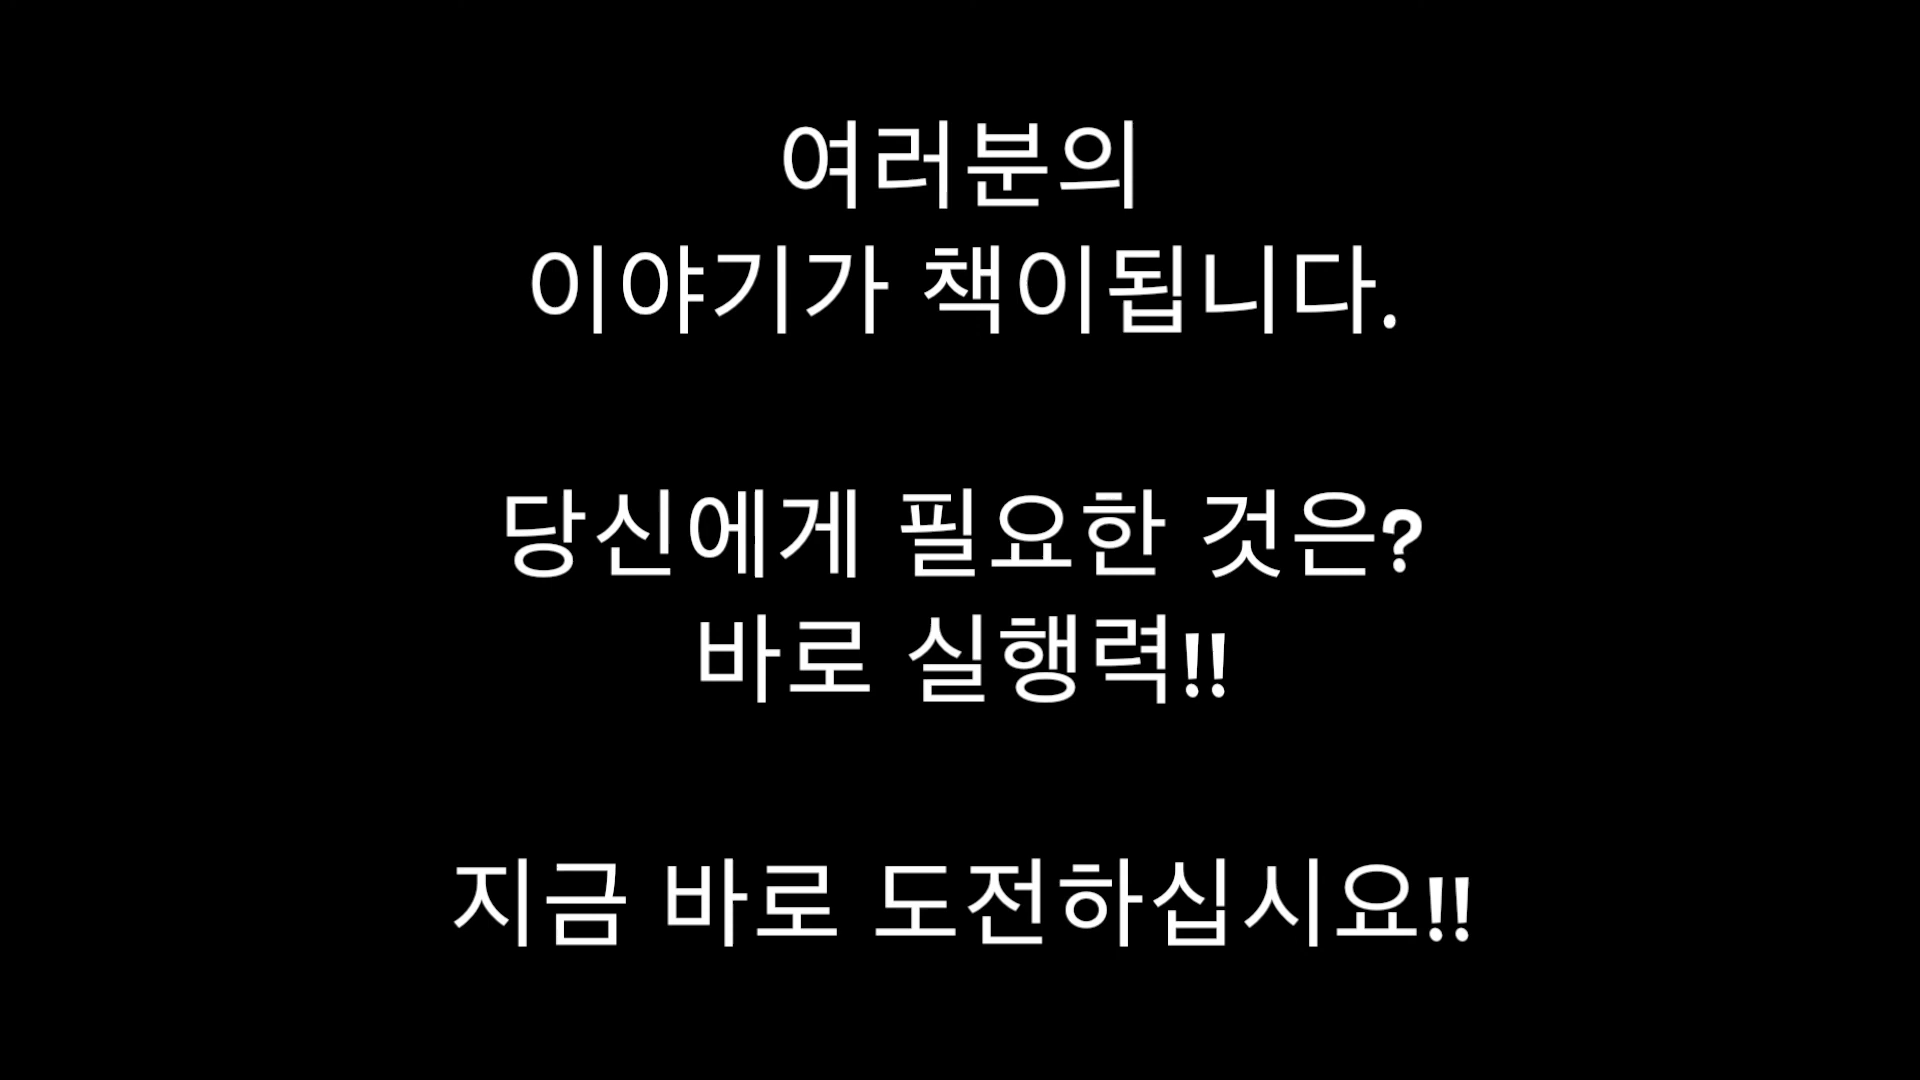 여러분의
이야기가 책이됩니다.
당신에게 필요한 것은?
바로 실행력!!
지금 바로 도전하십시요!!